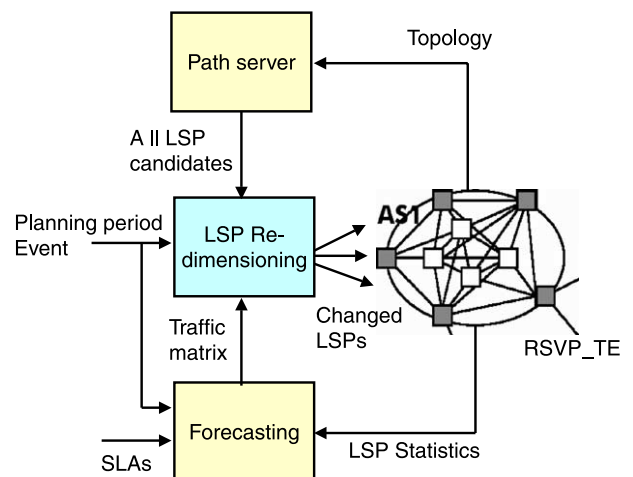 Topology
Path server
A ll LSP
candidates
AS1
Planning period
Event
LSP Re-
dimensioning
Changed
LSPs
Traffic
matrix
RSVP_TE
Forecasting
LSP Statistics
SLAs